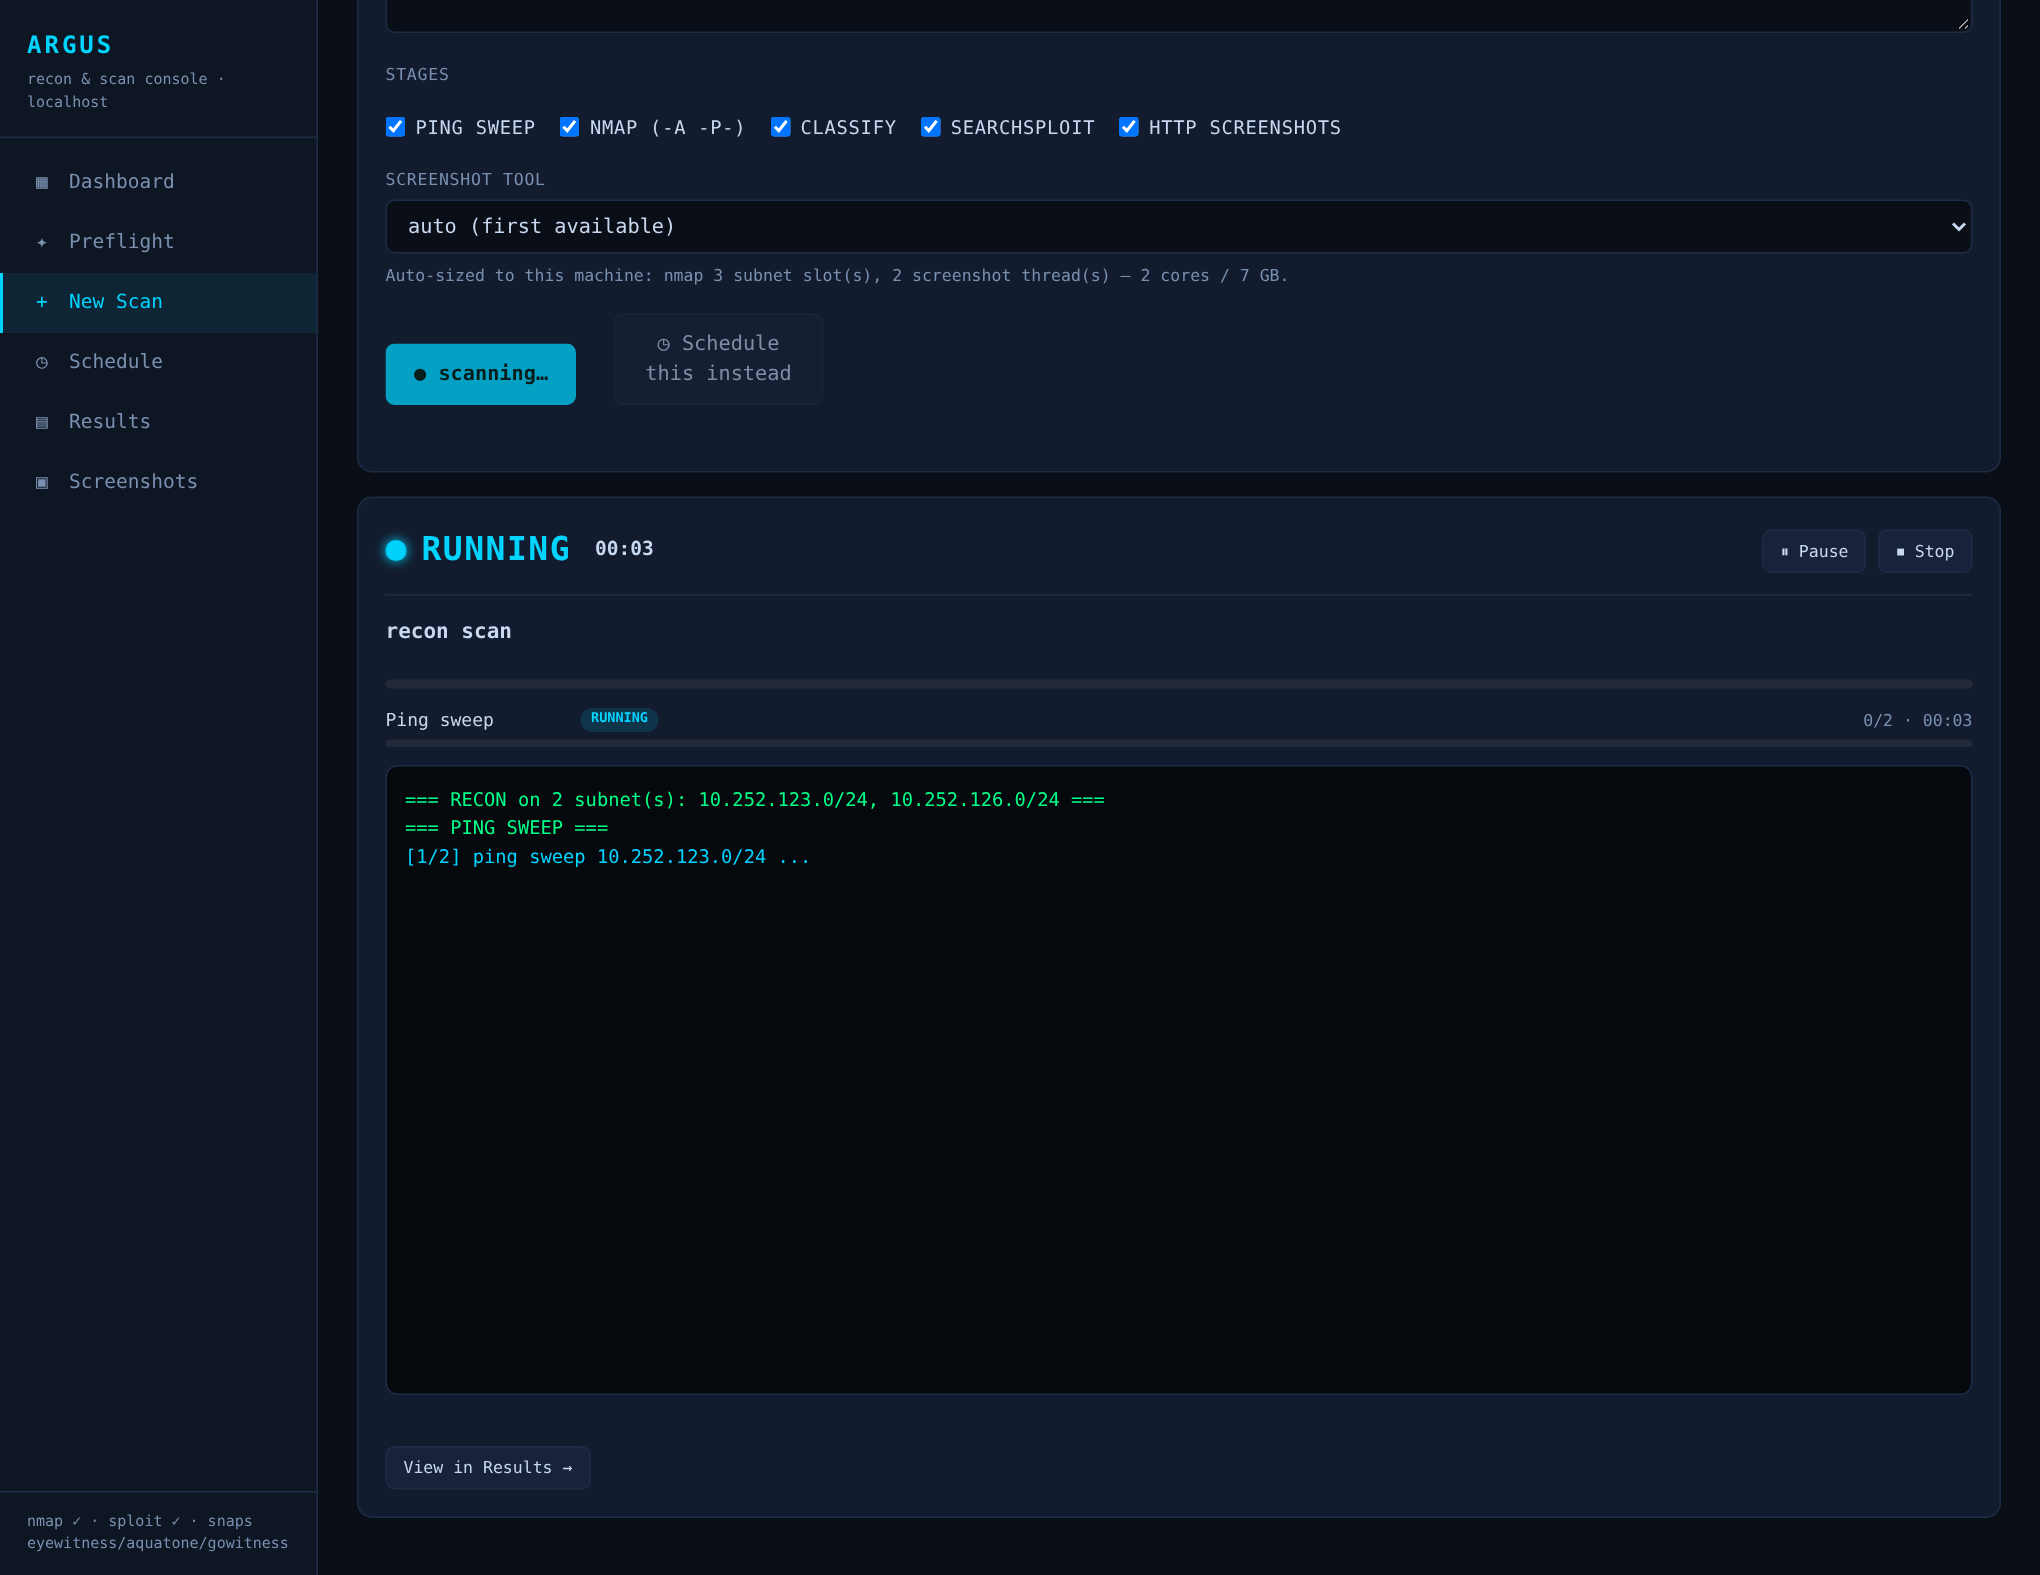 ARGUS
recon & scan console ·
localhost
▦ Dashboard
✦ Preflight
+ New Scan
◷ Schedule
▤ Results
▣ Screenshots
nmap ✓ · sploit ✓ · snaps
eyewitness/aquatone/gowitness
STAGES
PING SWEEP NMAP (-A -P-) CLASSIFY SEARCHSPLOIT HTTP SCREENSHOTS
SCREENSHOT TOOL
auto (first available)
Auto-sized to this machine: nmap 3 subnet slot(s), 2 screenshot thread(s) — 2 cores / 7 GB.
● scanning…
◷ Schedule
this instead
RUNNING 00:03
⏸ Pause ■ Stop
recon scan
Ping sweep RUNNING 0/2 · 00:03
=== RECON on 2 subnet(s): 10.252.123.0/24, 10.252.126.0/24 ===
=== PING SWEEP ===
[1/2] ping sweep 10.252.123.0/24 ...
View in Results →